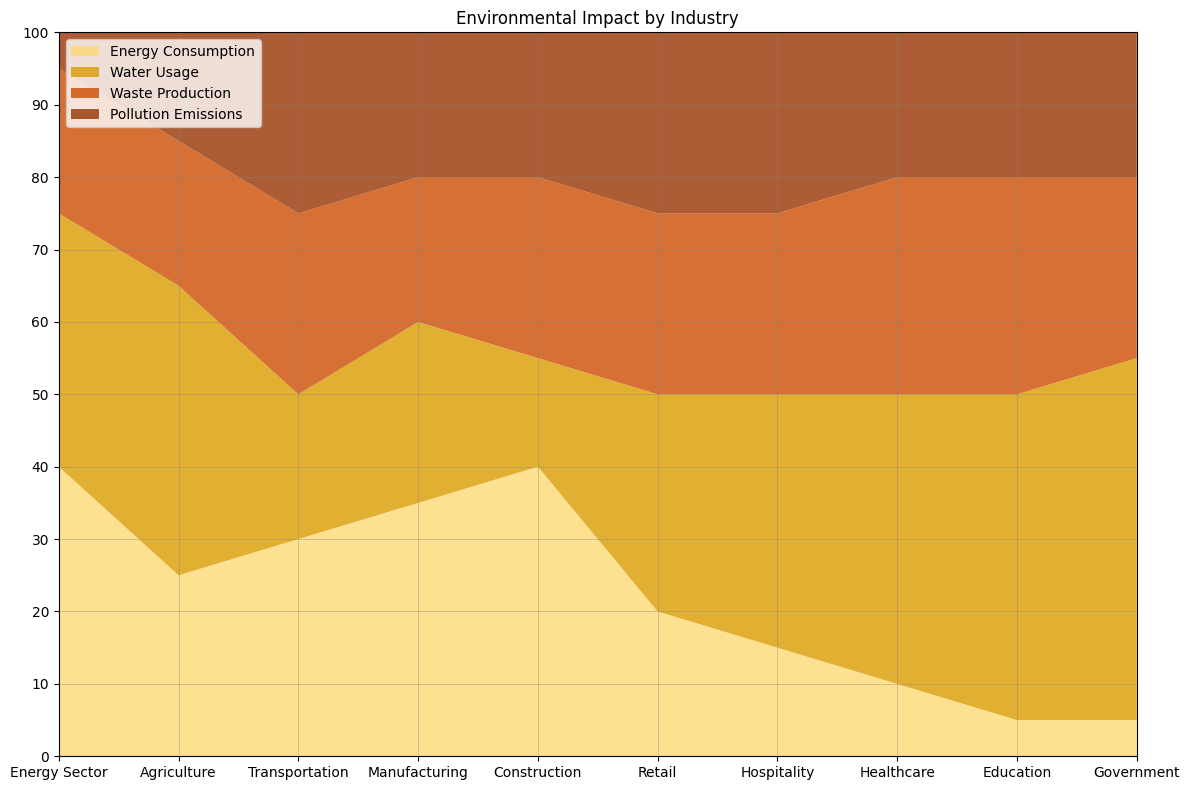 Environmental Impact by Industry
Energy Consumption
Water Usage
Waste Production
Pollution Emissions
100
90
80
70
60
50
40
30
20
10
0
Energy Sector Agriculture Transportation Manufacturing Construction Retail Hospitality Healthcare Education Government